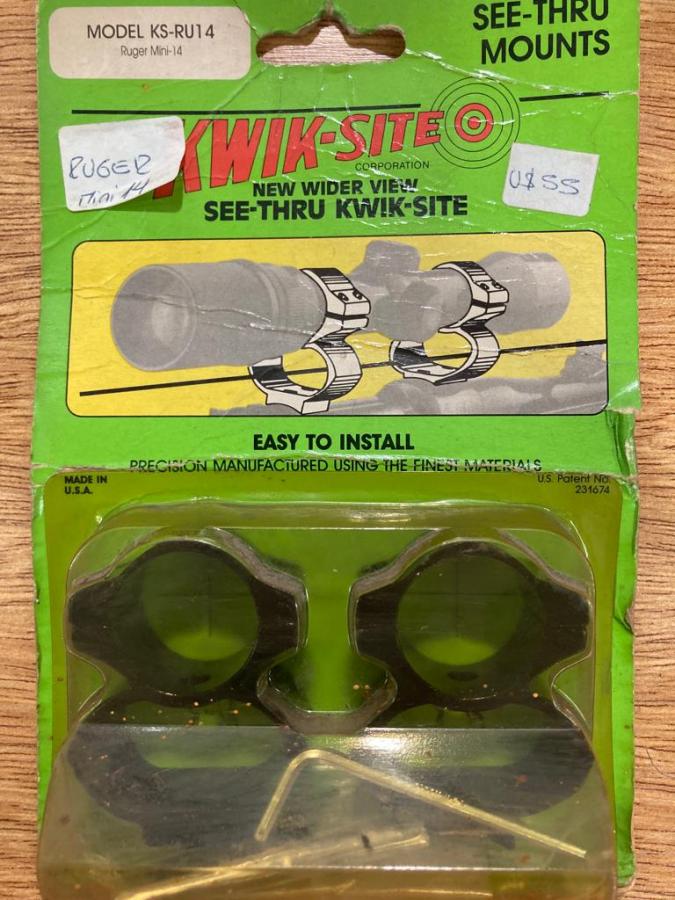 MODEL KS-RU14
Ruger Mini-14
SEE-THRU
MOUNTS
KWIK-SITE
CORPORATION
RUGER
Mini 14
U$S5
NEW WIDER VIEW
SEE-THRU KWIK-SITE
EASY TO INSTALL
PRECISION MANUFACTURED USING THE FINEST MATERIALS
MADE IN
U.S.A.
U.S. Patent No.
231674